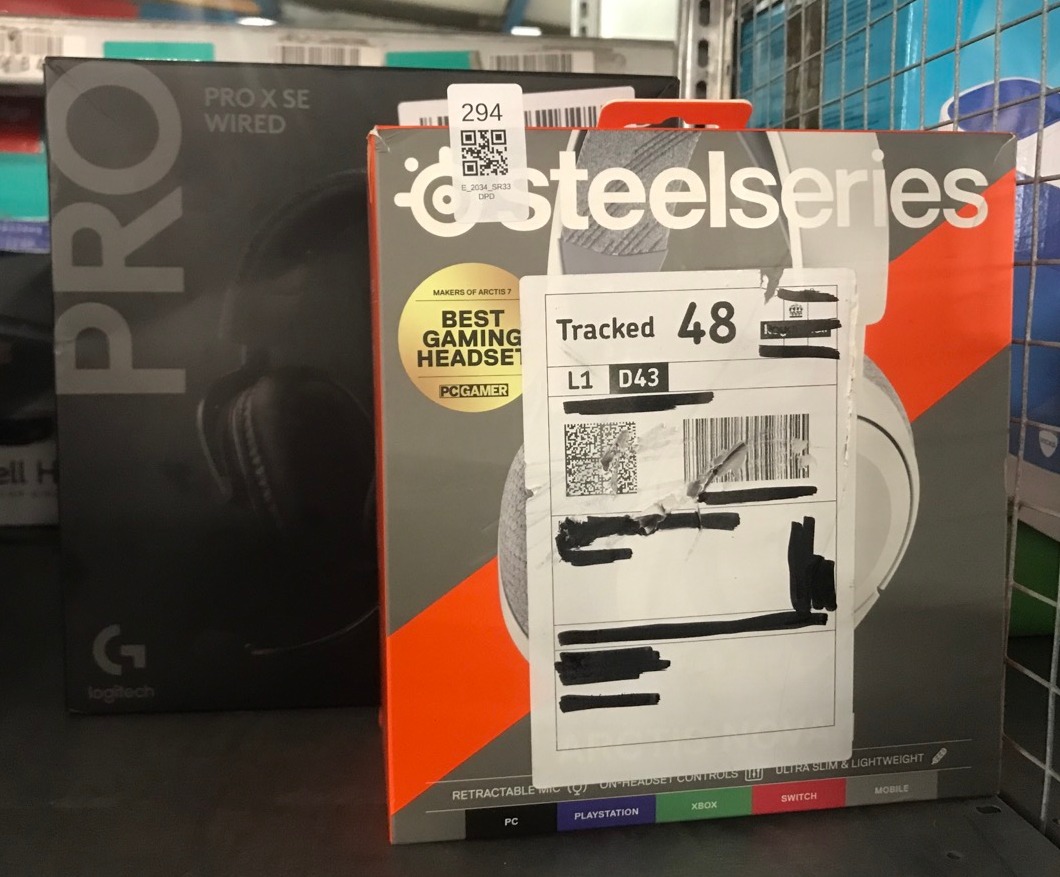 PRO
PRO X SE
WIRED
logitech
294
E_2034_SR33
DPD
steelseries
MAKERS OF ARCTIS 7
BEST
GAMING
HEADSET
PC GAMER
Tracked 48
L1 D43
RETRACTABLE MIC
ON-HEADSET CONTROLS
ULTRA SLIM & LIGHTWEIGHT
PC
PLAYSTATION
XBOX
SWITCH
MOBILE
ell H